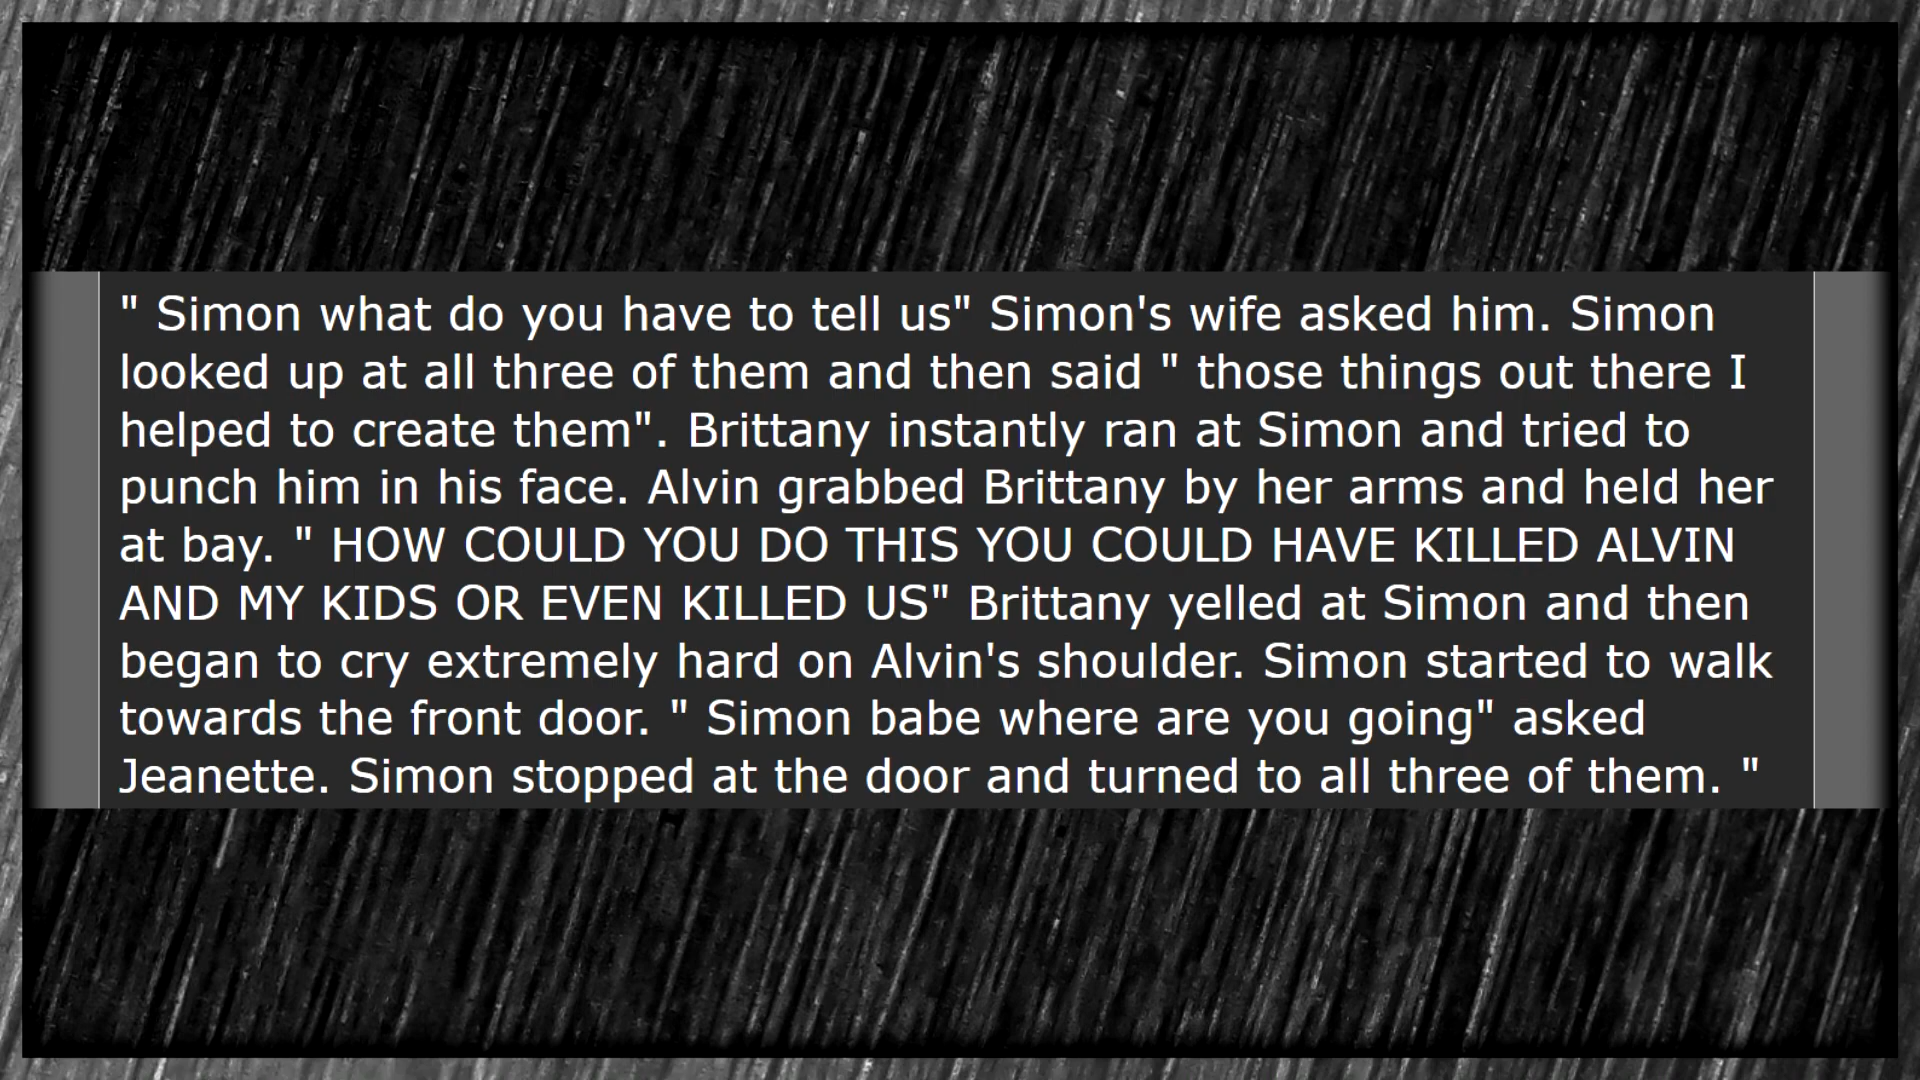 " Simon what do you have to tell us" Simon's wife asked him. Simon
looked up at all three of them and then said " those things out there I
helped to create them". Brittany instantly ran at Simon and tried to
punch him in his face. Alvin grabbed Brittany by her arms and held her
at bay. " HOW COULD YOU DO THIS YOU COULD HAVE KILLED ALVIN
AND MY KIDS OR EVEN KILLED US" Brittany yelled at Simon and then
began to cry extremely hard on Alvin's shoulder. Simon started to walk
towards the front door. " Simon babe where are you going" asked
Jeanette. Simon stopped at the door and turned to all three of them. "